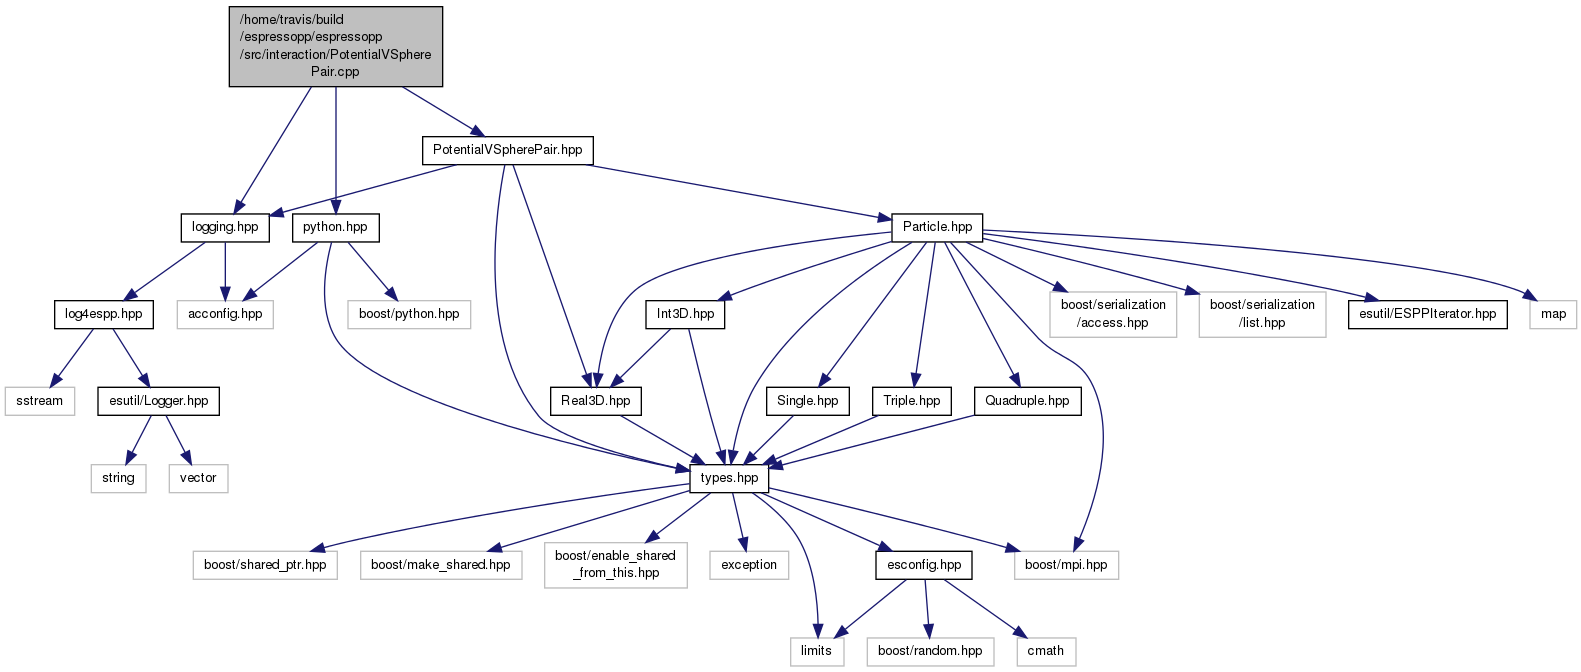 /home/travis/build
/espressopp/espressopp
/src/interaction/PotentialVSphere
Pair.cpp
PotentialVSpherePair.hpp
logging.hpp
python.hpp
Particle.hpp
log4espp.hpp
acconfig.hpp
boost/python.hpp
Int3D.hpp
boost/serialization
/access.hpp
boost/serialization
/list.hpp
esutil/ESPPIterator.hpp
map
sstream
esutil/Logger.hpp
Real3D.hpp
Single.hpp
Triple.hpp
Quadruple.hpp
string
vector
types.hpp
boost/shared_ptr.hpp
boost/make_shared.hpp
boost/enable_shared
_from_this.hpp
exception
esconfig.hpp
boost/mpi.hpp
limits
boost/random.hpp
cmath